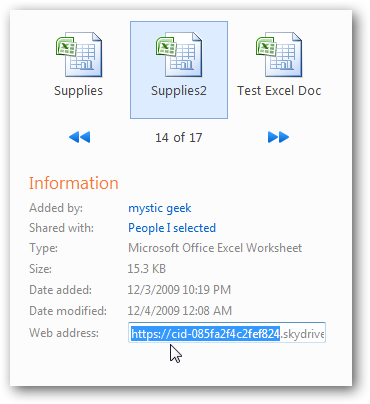 Supplies Supplies2 Test Excel Doc
14 of 17
Information
Added by: mystic geek
Shared with: People I selected
Type: Microsoft Office Excel Worksheet
Size: 15.3 KB
Date added: 12/3/2009 10:19 PM
Date modified: 12/4/2009 12:08 AM
Web address: https://cid-085fa2f4c2fef824.skydrive